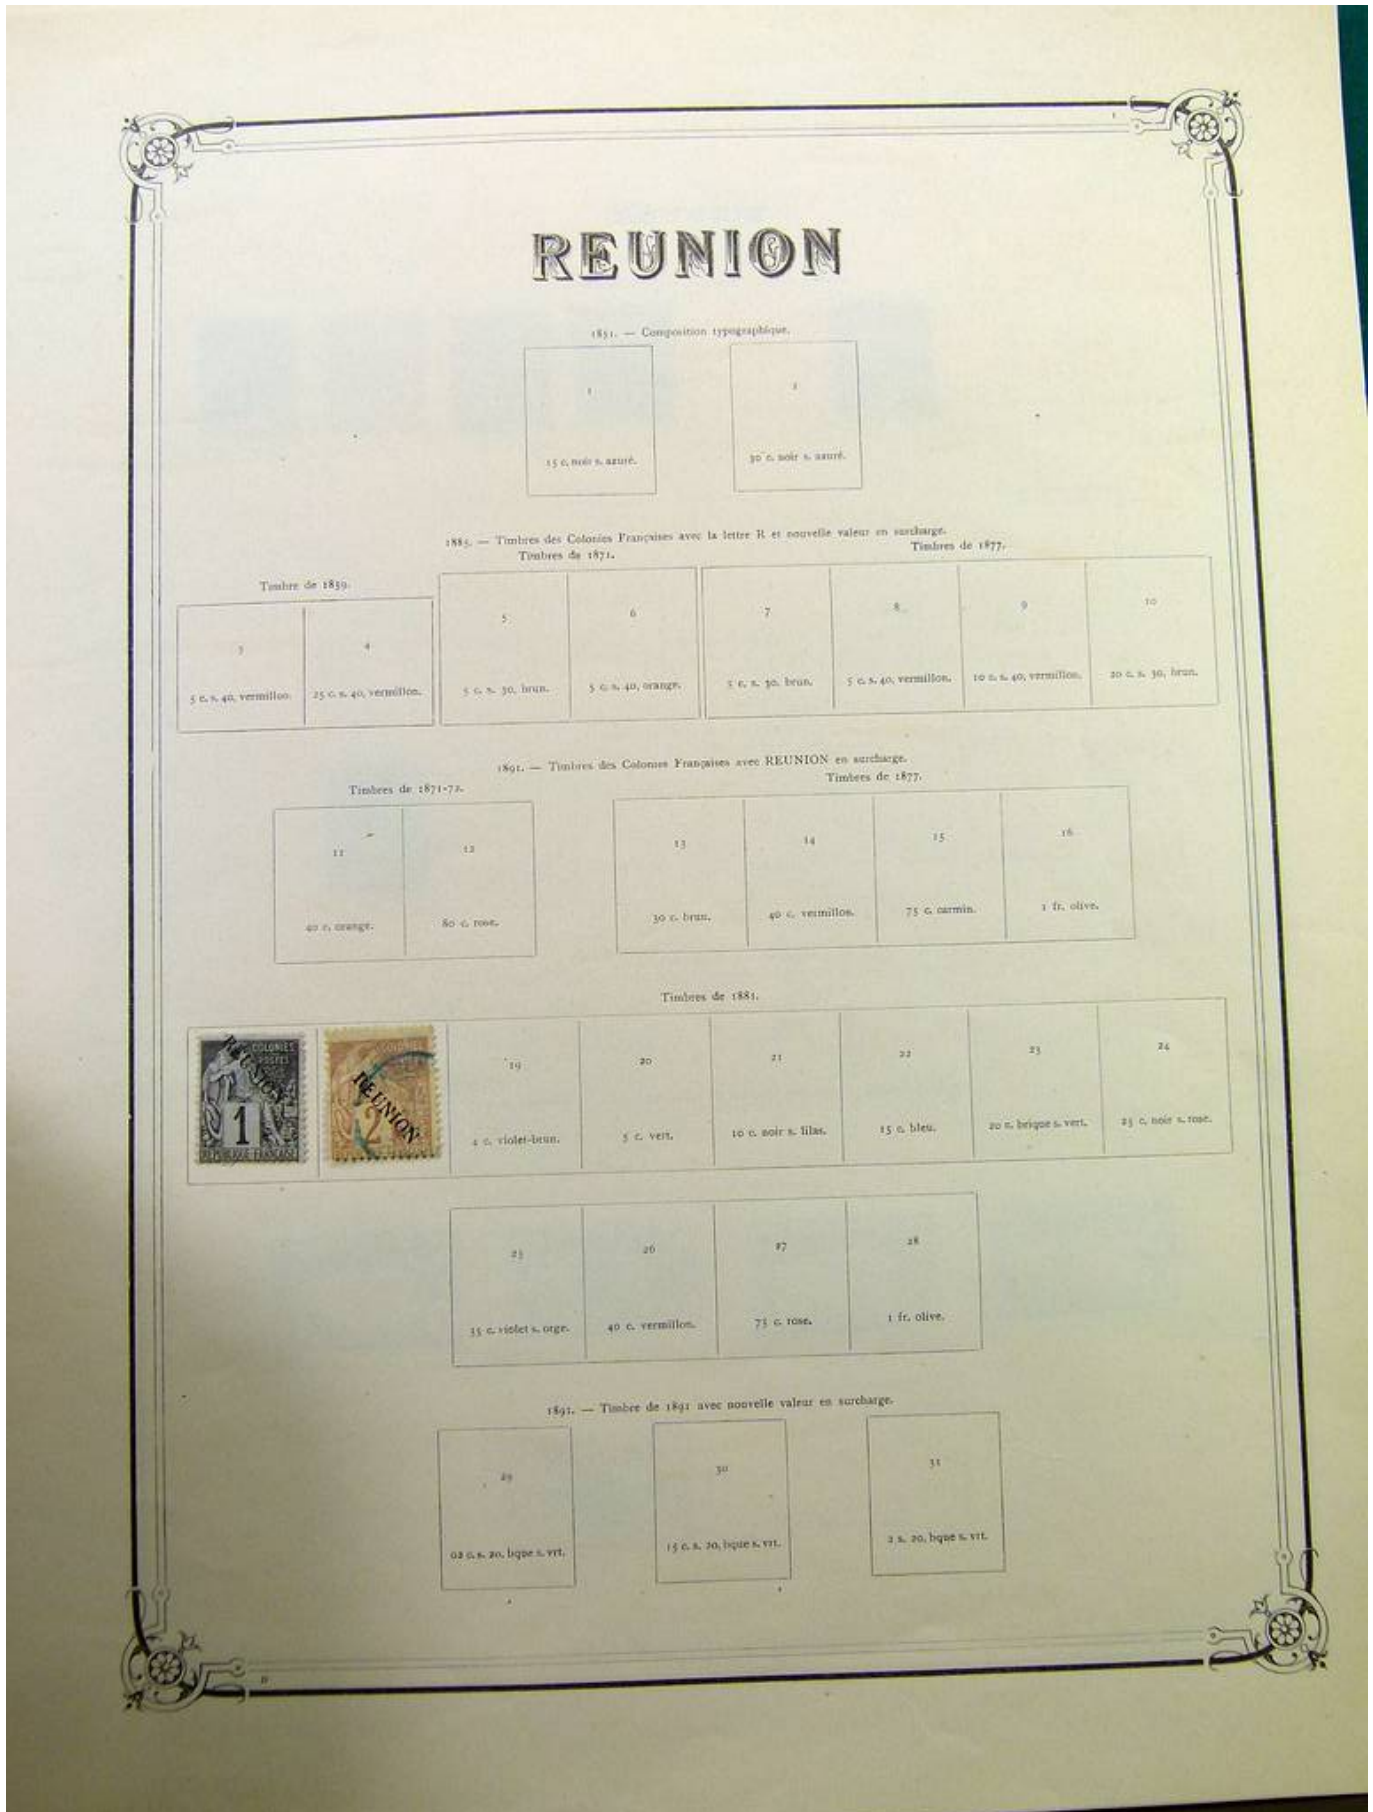 1
REUNION
1851. — Composition typographique.
1
2
15 c. noir s. azuré.
30 c. noir s. azuré.
1885. — Timbres des Colonies Françaises avec la lettre R et nouvelle valeur en surcharge.
Timbres de 1871.
Timbres de 1877.
Timbre de 1859.
3
4
5
6
7
8
9
10
5 c. s. 40, vermillon.
25 c. s. 40, vermillon.
5 c. s. 30, brun.
5 c. s. 40, orange.
5 c. s. 30, brun.
5 c. s. 40, vermillon.
10 c. s. 40, vermillon.
20 c. s. 30, brun.
1891. — Timbres des Colonies Françaises avec REUNION en surcharge.
Timbres de 1871-72.
Timbres de 1877.
11
12
13
14
15
16
40 c. orange.
80 c. rose.
30 c. brun.
40 c. vermillon.
75 c. carmin.
1 fr. olive.
Timbres de 1881.
COLONIES
POSTES
REUNION
1
REPUBLIQUE FRANÇAISE
REUNION
2
19
20
21
22
23
24
4 c. violet-brun.
5 c. vert.
10 c. noir s. lilas.
15 c. bleu.
20 c. brique s. vert.
25 c. noir s. rose.
25
26
27
28
35 c. violet s. orge.
40 c. vermillon.
75 c. rose.
1 fr. olive.
1891. — Timbre de 1891 avec nouvelle valeur en surcharge.
29
30
31
02 c. s. 20, bque s. vrt.
15 c. s. 20, bque s. vrt.
2 s. 20, bque s. vrt.